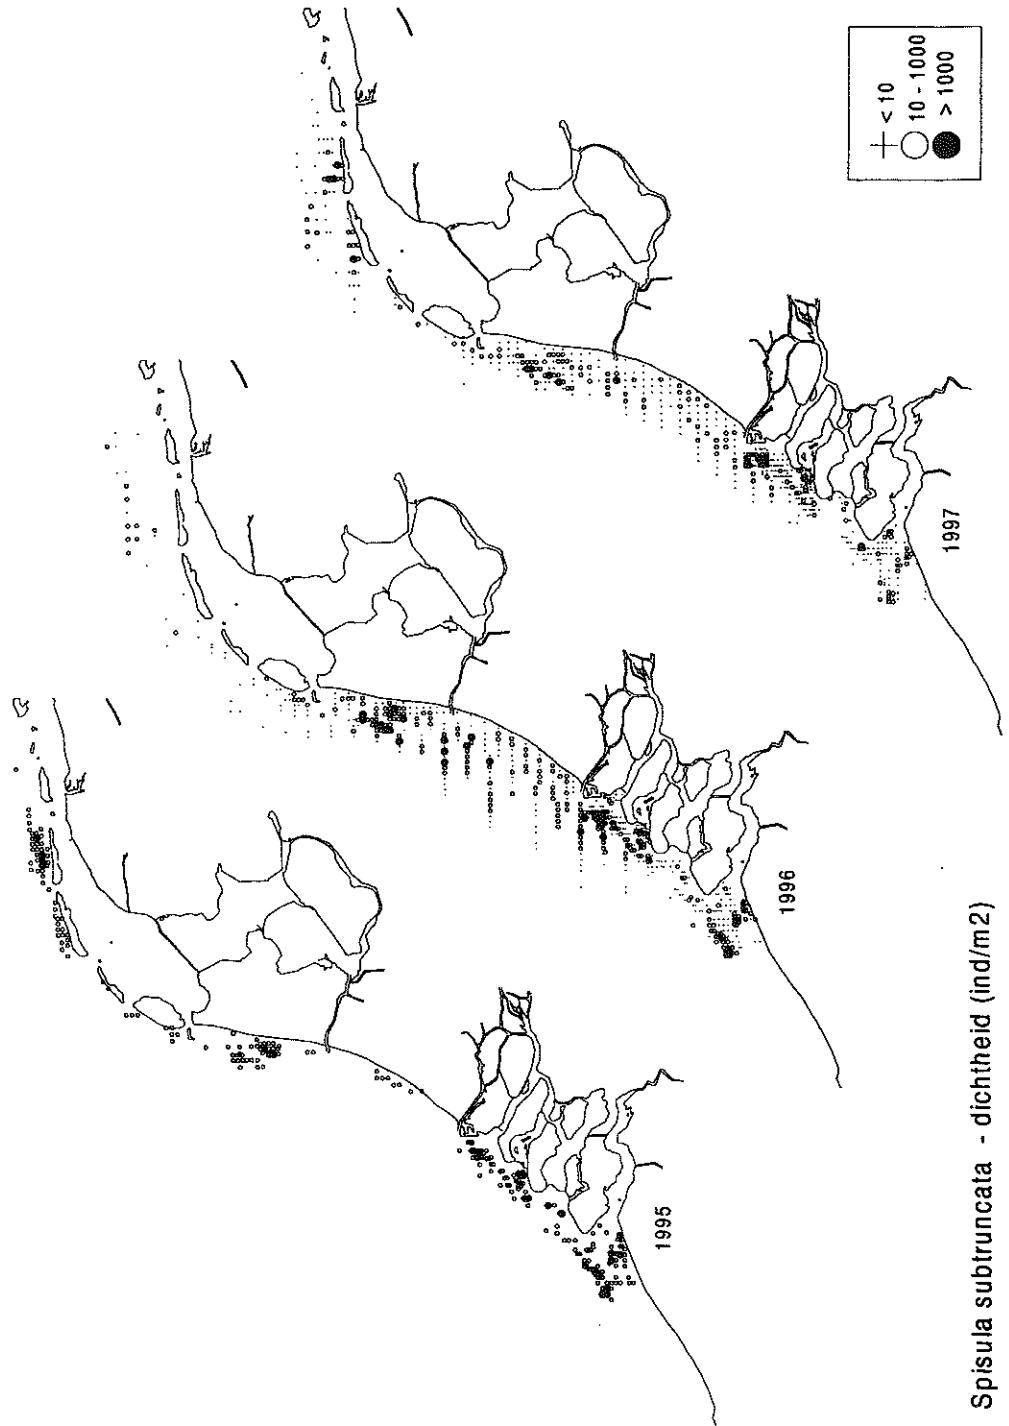 1995
1996
1997
< 10
10 - 1000
> 1000
Spisula subtruncata - dichtheid (ind/m2)